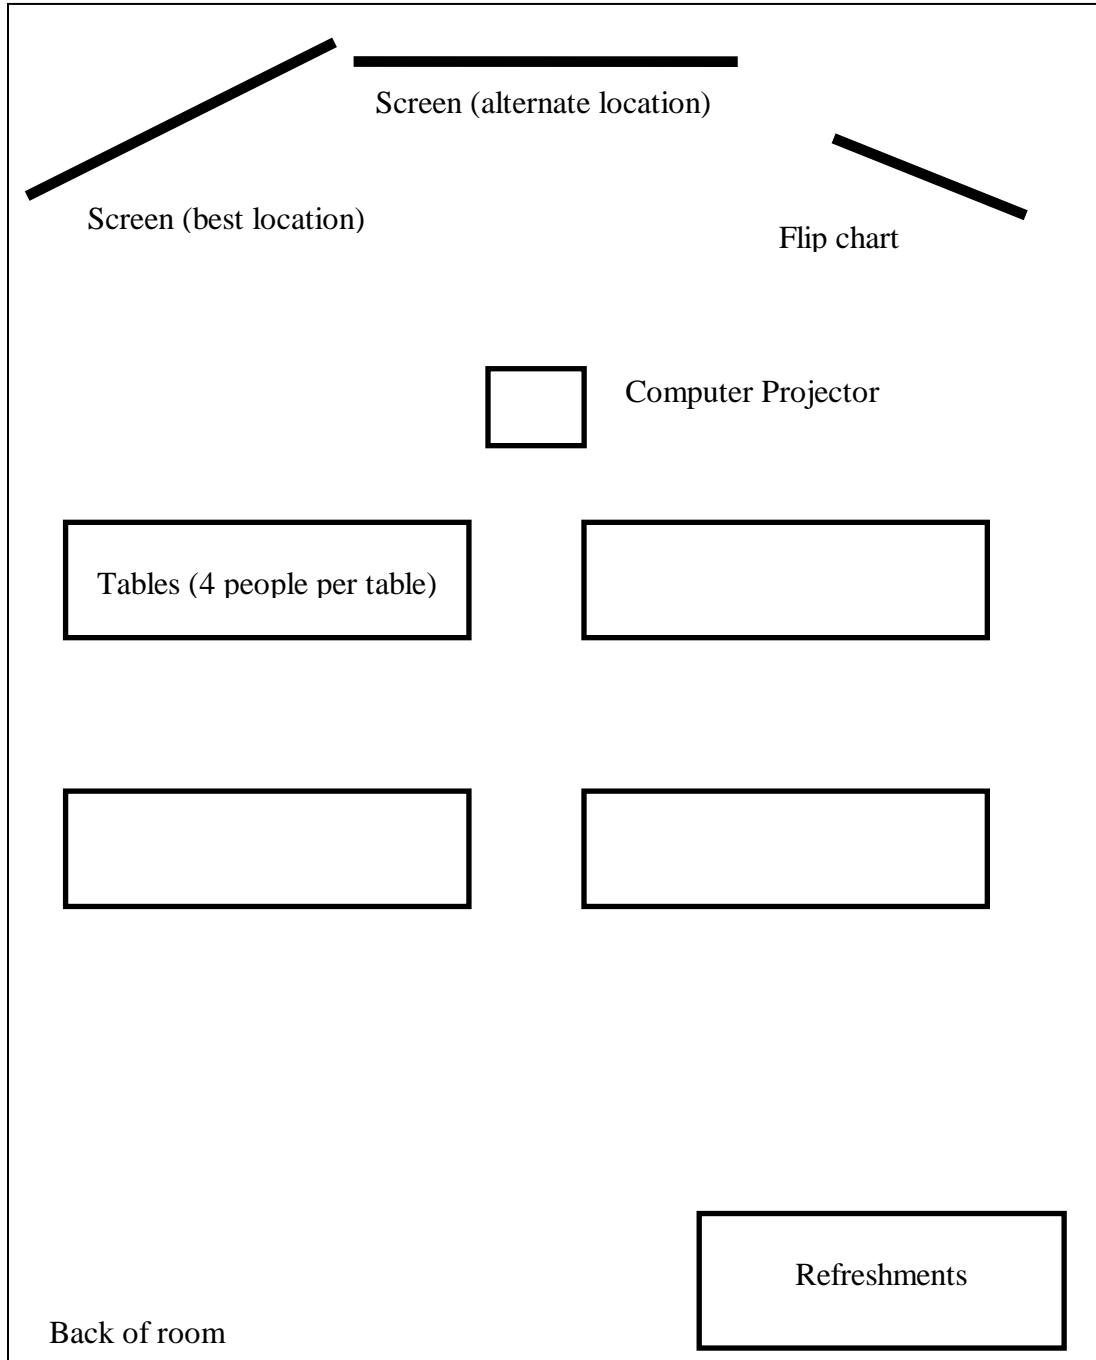 Screen (alternate location)
Screen (best location)
Flip chart
Computer Projector
Tables (4 people per table)
Refreshments
Back of room